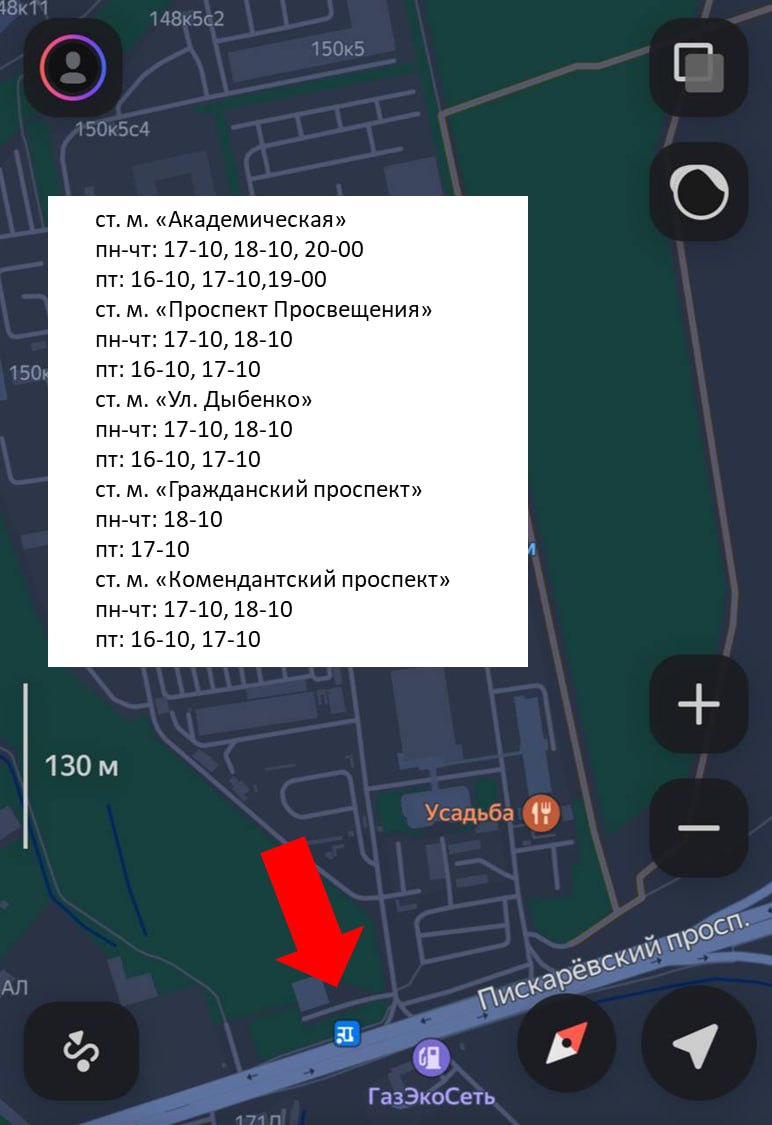 148к5с2
150к5
150к5с4
ст. м. «Академическая»
пн-чт: 17-10, 18-10, 20-00
пт: 16-10, 17-10,19-00
ст. м. «Проспект Просвещения»
пн-чт: 17-10, 18-10
пт: 16-10, 17-10
ст. м. «Ул. Дыбенко»
пн-чт: 17-10, 18-10
пт: 16-10, 17-10
ст. м. «Гражданский проспект»
пн-чт: 18-10
пт: 17-10
ст. м. «Комендантский проспект»
пн-чт: 17-10, 18-10
пт: 16-10, 17-10
130 м
Усадьба
Пискарёвский просп.
ГазЭкоСеть